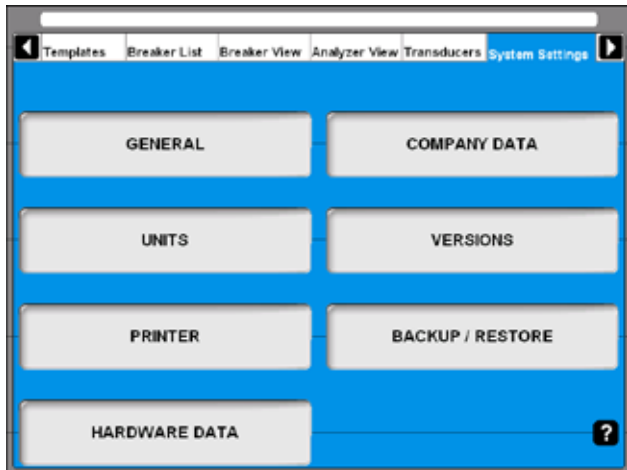 Templates Breaker List Breaker View Analyzer View Transducers System Settings
GENERAL COMPANY DATA
UNITS VERSIONS
PRINTER BACKUP / RESTORE
HARDWARE DATA
?